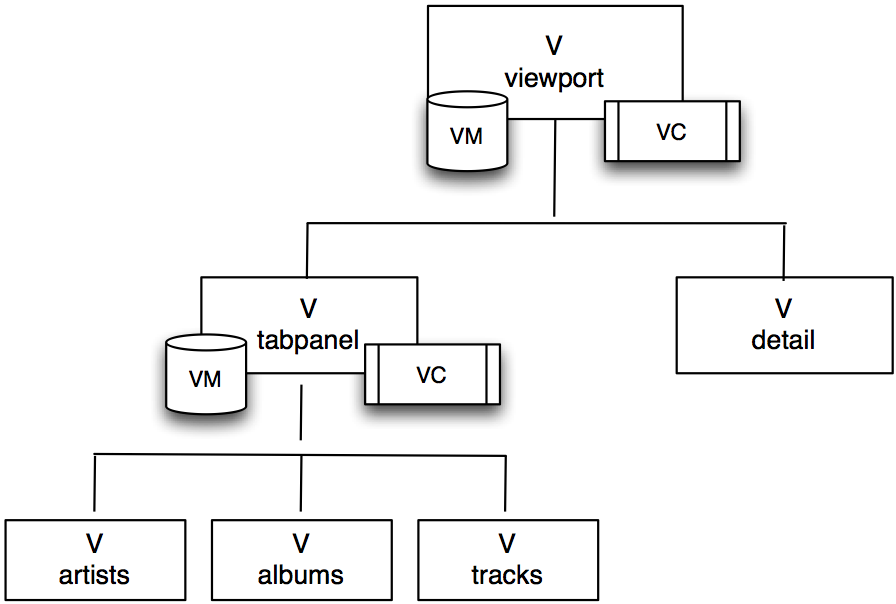 V
viewport
VM
VC
V
tabpanel
VM
VC
V
detail
V
artists
V
albums
V
tracks